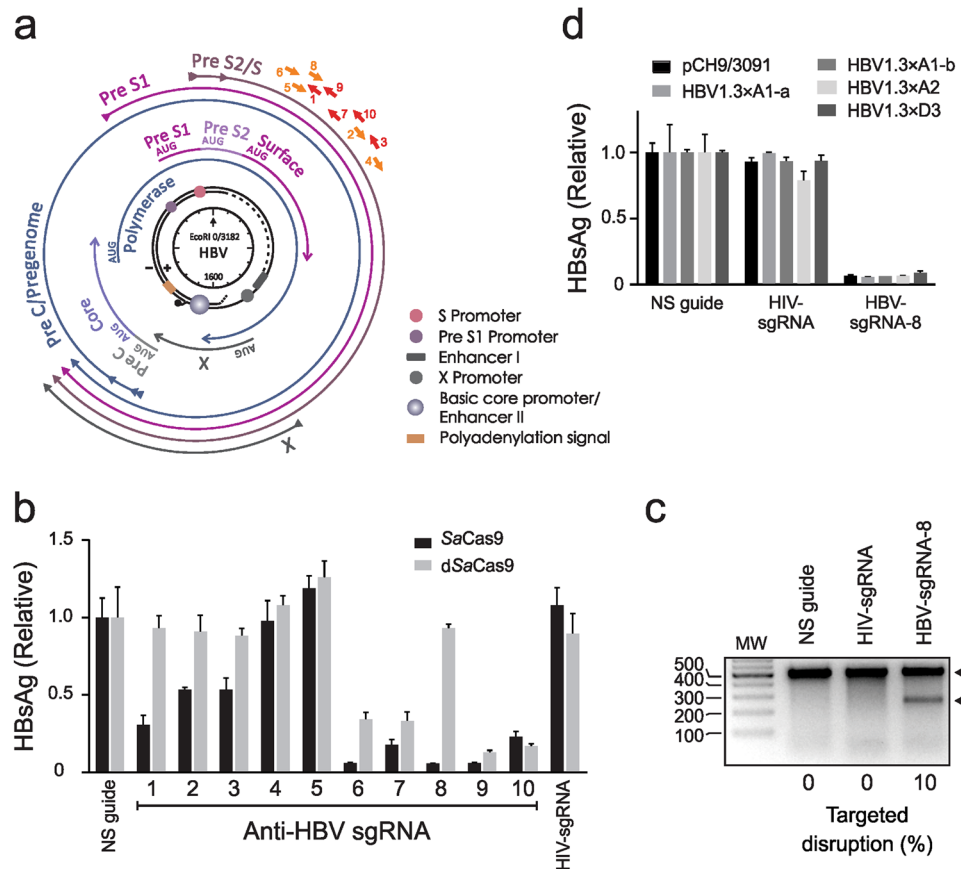 a
Pre S2/S
Pre S1
6
8
5
1
9
7
10
2
3
4
Pre S1
AUG
Pre S2
AUG
Surface
AUG
Polymerase
AUG
EcoRI 0/3182
HBV
1600
− +
Pre C/Pregenome
Core
AUG
Pre C
AUG
X
AUG
X
S Promoter
Pre S1 Promoter
Enhancer I
X Promoter
Basic core promoter/
Enhancer II
Polyadenylation signal
d
pCH9/3091
HBV1.3×A1-a
HBV1.3×A1-b
HBV1.3×A2
HBV1.3×D3
HBsAg (Relative)
1.0
0.5
0
NS guide
HIV-
sgRNA
HBV-
sgRNA-8
b
SaCas9
dSaCas9
HBsAg (Relative)
1.5
1.0
0.5
0
NS guide
1 2 3 4 5 6 7 8 9 10
HIV-sgRNA
Anti-HBV sgRNA
c
MW
NS guide
HIV-sgRNA
HBV-sgRNA-8
500
400
300
200
100
0 0 10
Targeted
disruption (%)